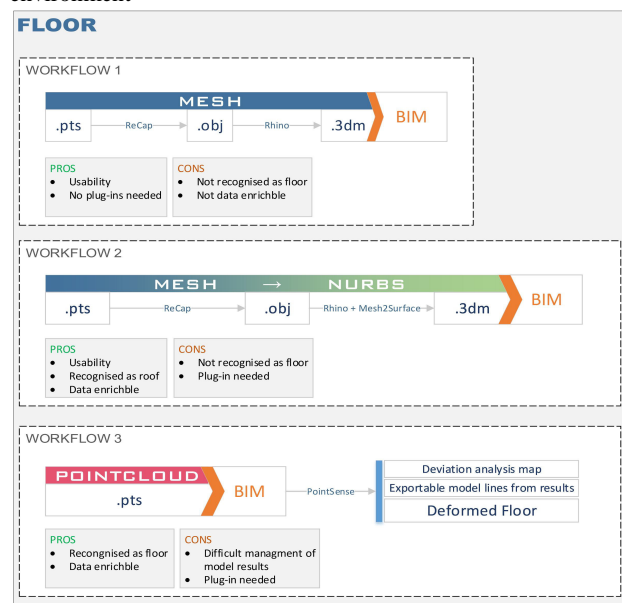 environment
FLOOR
WORKFLOW 1
MESH
.pts
ReCap
.obj
Rhino
.3dm
BIM
PROS
• Usability
• No plug-ins needed
CONS
• Not recognised as floor
• Not data enrichble
WORKFLOW 2
MESH → NURBS
.pts
ReCap
.obj
Rhino + Mesh2Surface
.3dm
BIM
PROS
• Usability
• Recognised as roof
• Data enrichble
CONS
• Not recognised as floor
• Plug-in needed
WORKFLOW 3
POINTCLOUD
.pts
BIM
PointSense
Deviation analysis map
Exportable model lines from results
Deformed Floor
PROS
• Recongnised as floor
• Data enrichble
CONS
• Difficult managment of
model results
• Plug-in needed